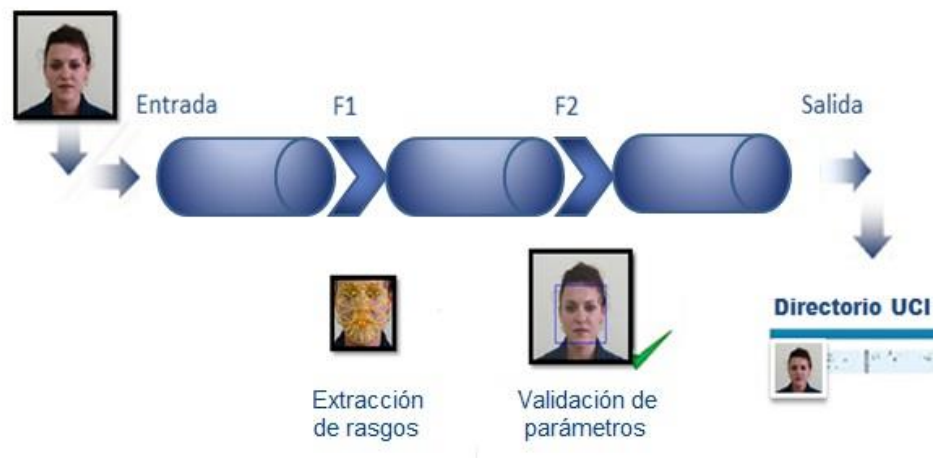 Entrada
F1
F2
Salida
Directorio UCI
Extracción
de rasgos
Validación de
parámetros